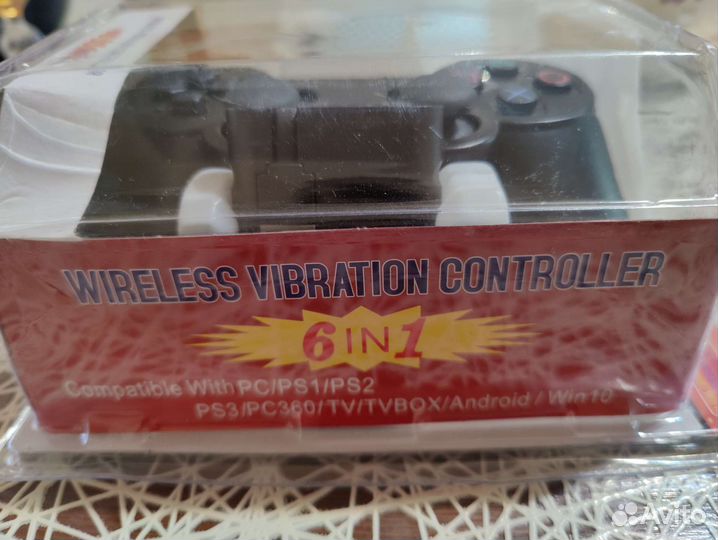 WIRELESS VIBRATION CONTROLLER
6 IN 1
Compatible With PC/PS1/PS2
PS3/PC360/TV/TVBOX/Android/Win10
Avito